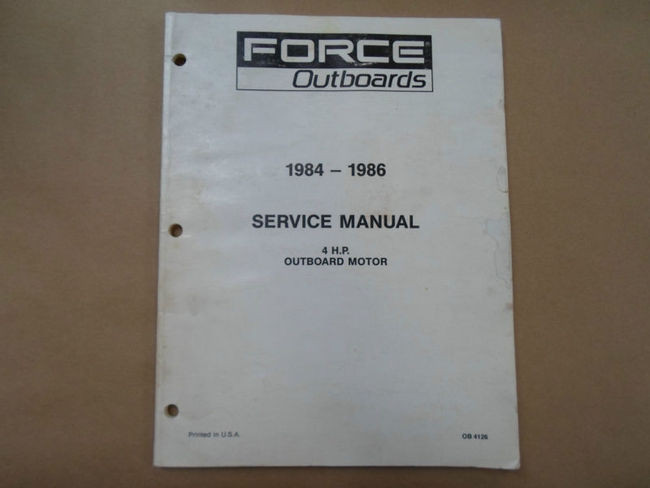 FORCE
Outboards
1984 – 1986
SERVICE MANUAL
4 H.P.
OUTBOARD MOTOR
Printed in U.S.A.
OB 4126